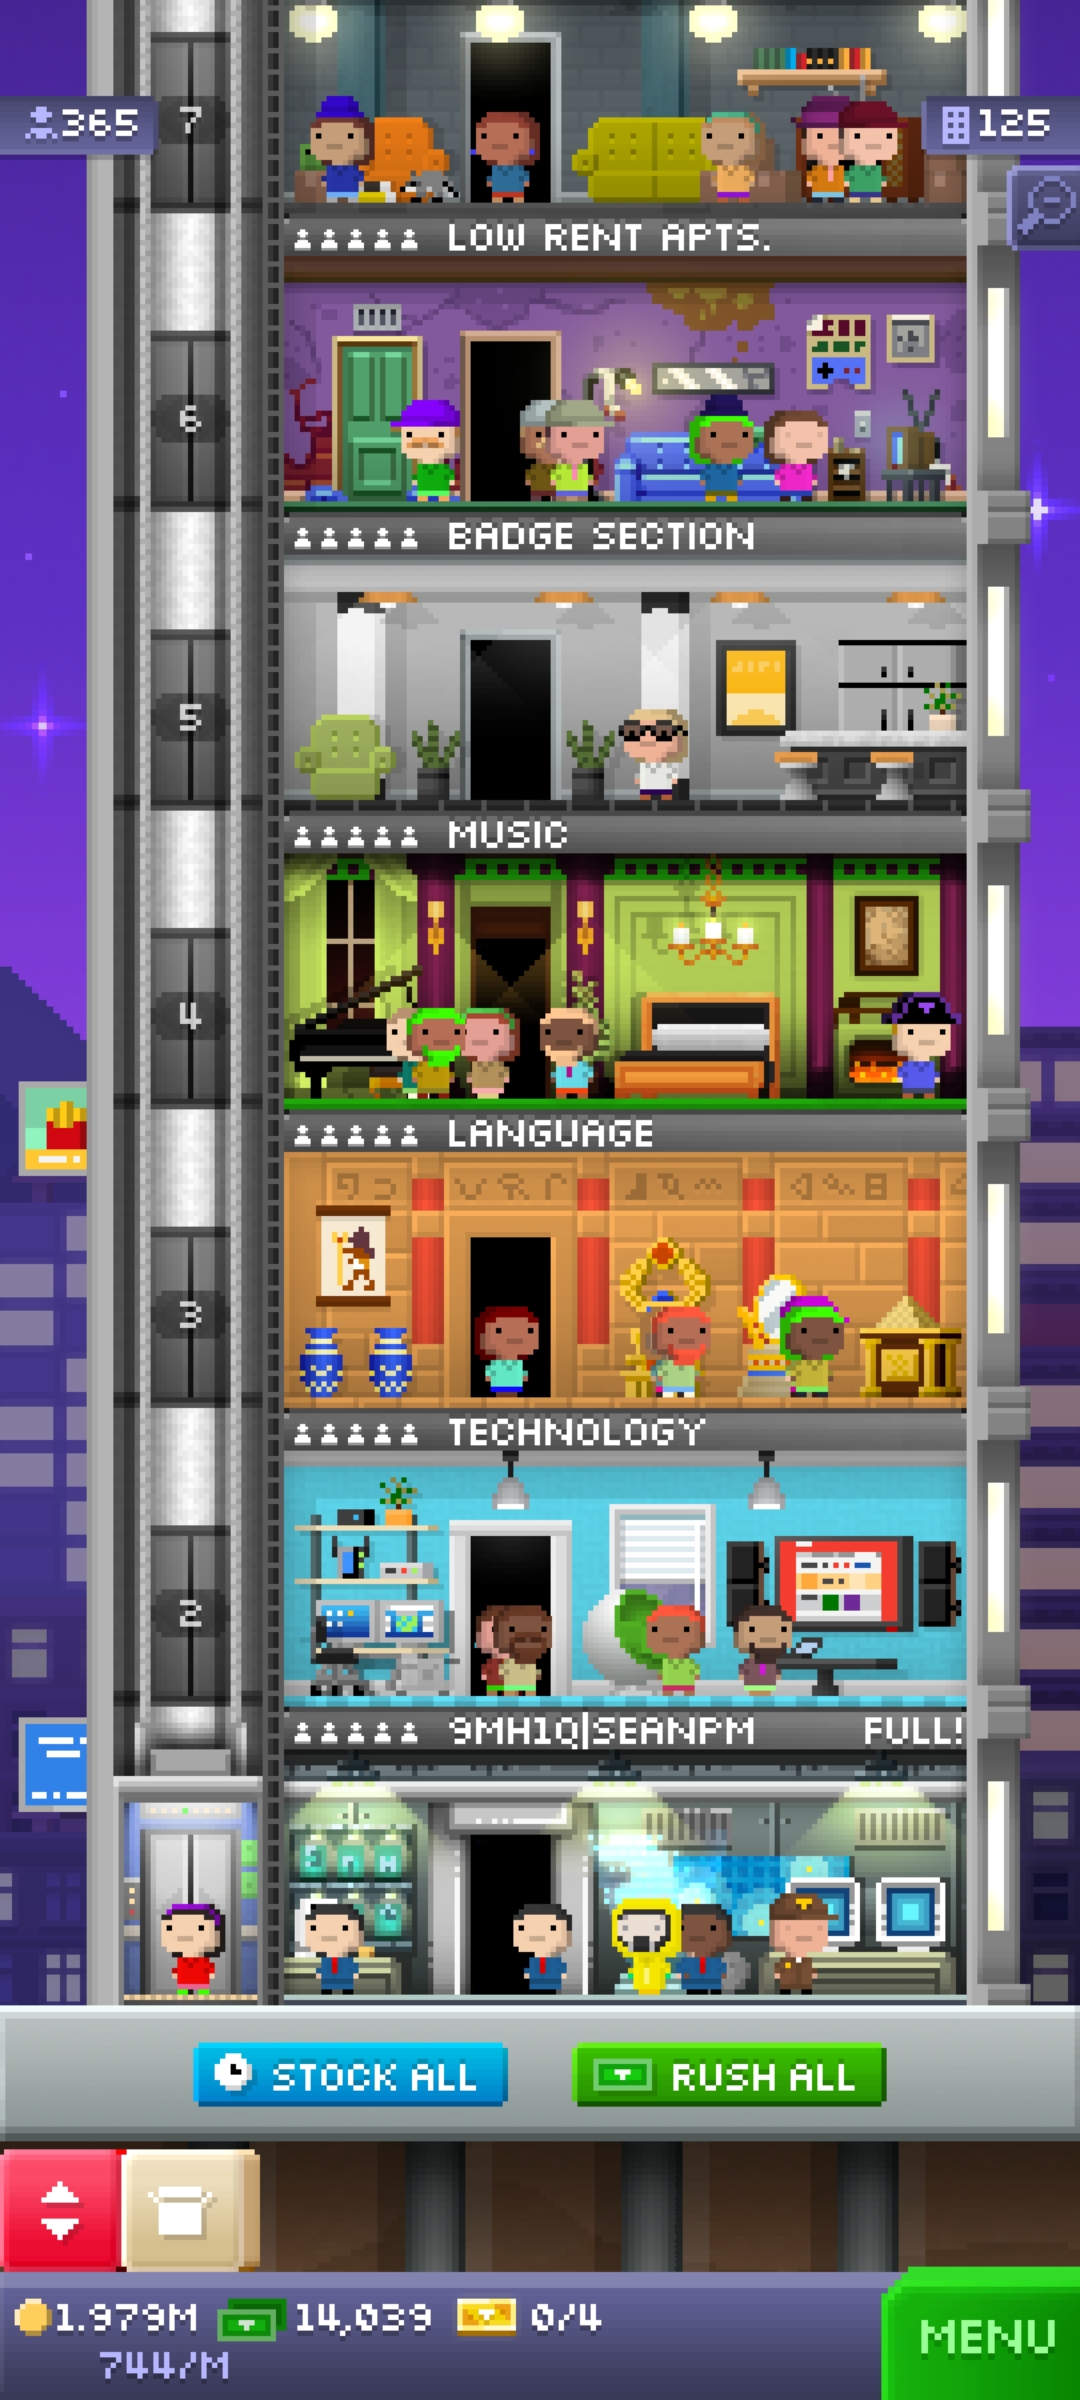 365
7
125
LOW RENT APTS.
6
BADGE SECTION
5
MUSIC
4
LANGUAGE
3
TECHNOLOGY
2
9MH1Q|SEANPM FULL!
STOCK ALL
RUSH ALL
1.979M 14,039 0/4
744/M
MENU